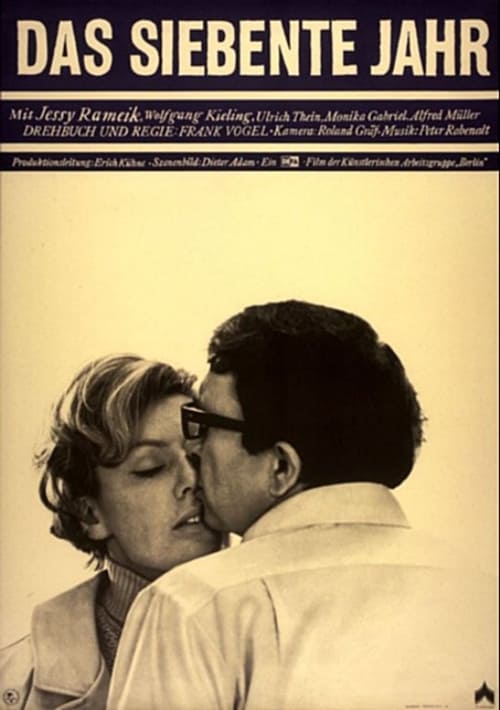 DAS SIEBENTE JAHR
Mit Jessy Rameik, Wolfgang Kieling, Ulrich Thein, Monika Gabriel, Alfred Müller
DREHBUCH UND REGIE: FRANK VOGEL · Kamera: Roland Gräf · Musik: Peter Rabenalt
Produktionsleitung: Erich Kühne · Szenenbild: Dieter Adam · Ein DEFA · Film der Künstlerischen Arbeitsgruppe „Berlin”